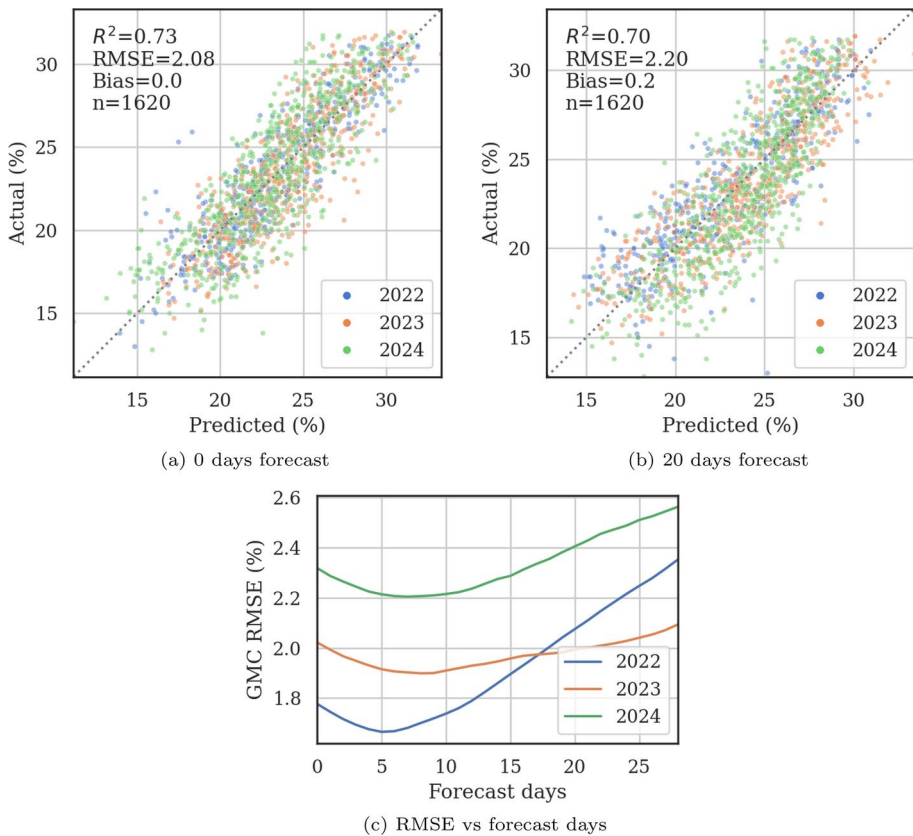 R²=0.73
RMSE=2.08
Bias=0.0
n=1620
30
25
20
15
Actual (%)
2022
2023
2024
15 20 25 30
Predicted (%)
(a) 0 days forecast
R²=0.70
RMSE=2.20
Bias=0.2
n=1620
30
25
20
15
Actual (%)
2022
2023
2024
15 20 25 30
Predicted (%)
(b) 20 days forecast
2.6
2.4
2.2
2.0
1.8
GMC RMSE (%)
2022
2023
2024
0 5 10 15 20 25
Forecast days
(c) RMSE vs forecast days